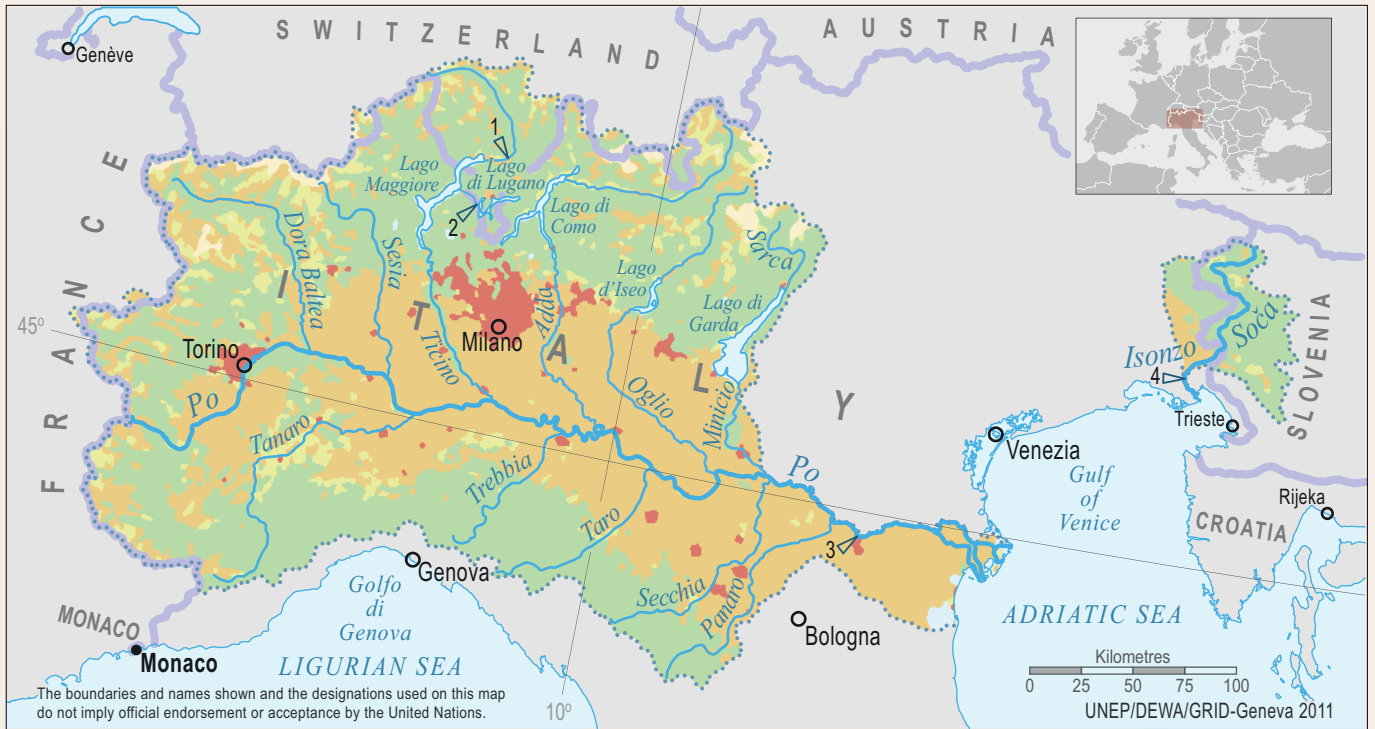 SWITZERLAND
AUSTRIA
Genève
FRANCE
1
Lago
Maggiore
Lago
di Lugano
2
Lago di
Como
Sarca
Dora Baltea
Sesia
Lago
d'Iseo
Lago di
Garda
ITALY
45º
Torino
Milano
Adda
Ticino
Isonzo
Soča
SLOVENIA
4
Trieste
Po
Tanaro
Oglio
Minicio
Venezia
Po
Gulf
of
Venice
Rijeka
CROATIA
Trebbia
Taro
3
Genova
Golfo
di
Genova
Secchia
Panaro
Bologna
ADRIATIC SEA
MONACO
Monaco
LIGURIAN SEA
Kilometres
0 25 50 75 100
The boundaries and names shown and the designations used on this map
do not imply official endorsement or acceptance by the United Nations.
10º
UNEP/DEWA/GRID-Geneva 2011